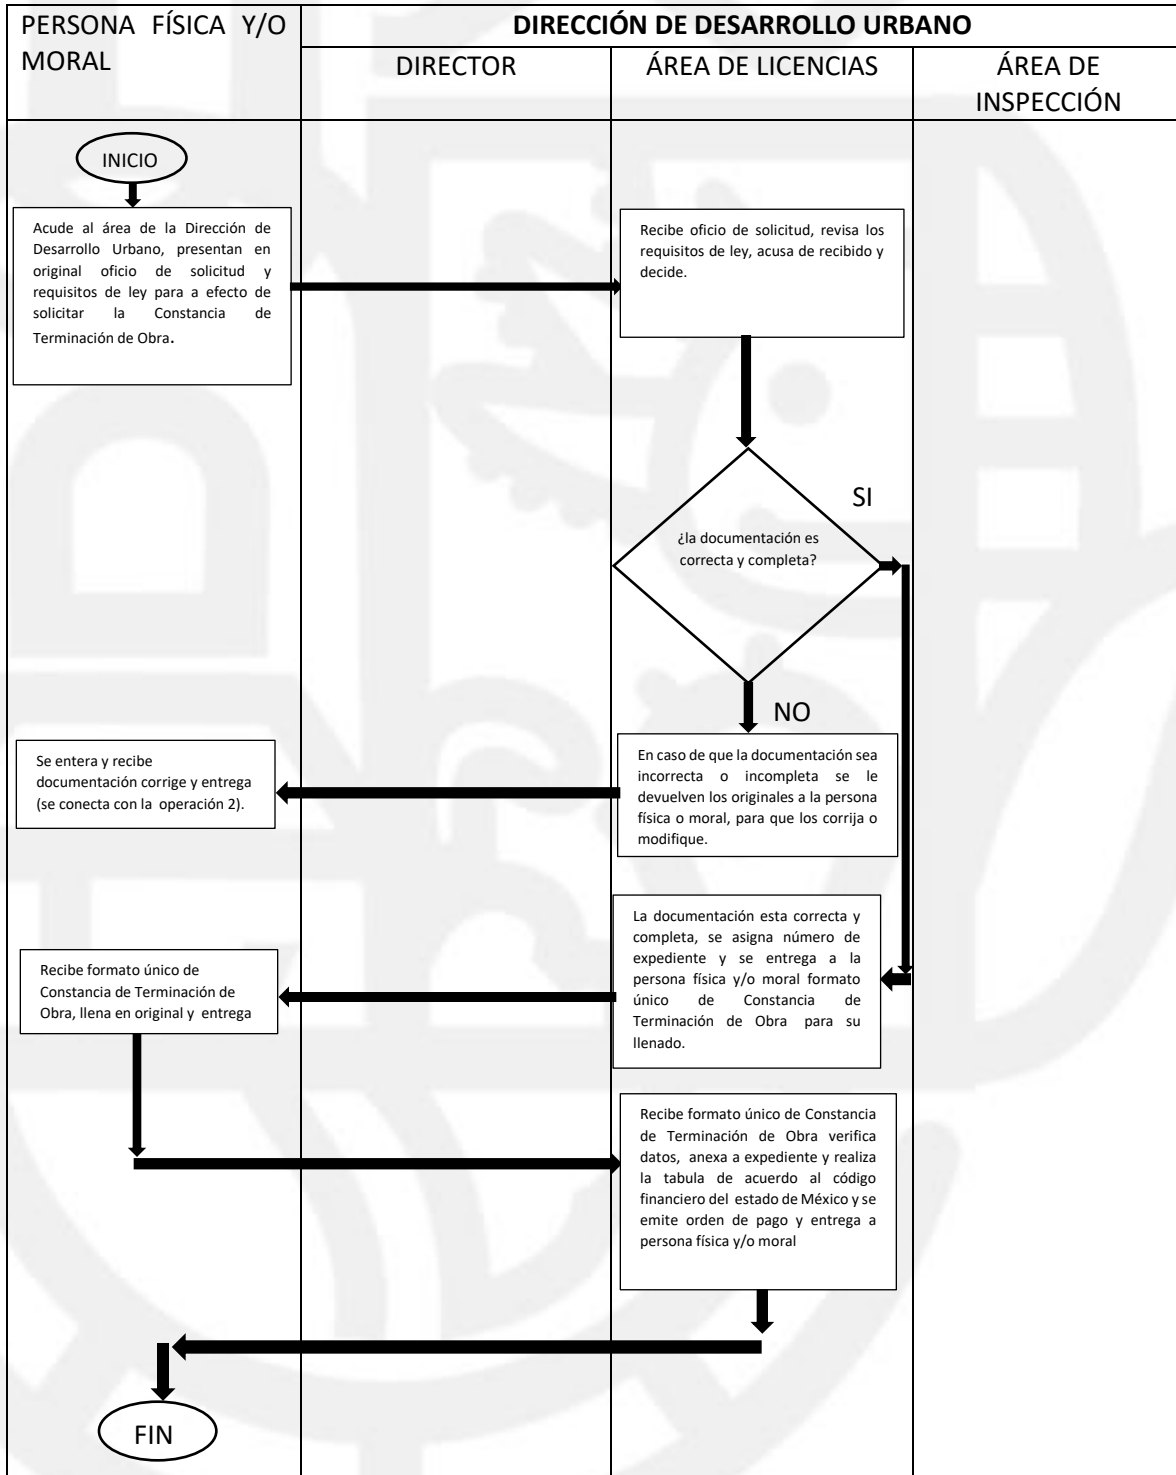 PERSONA FÍSICA Y/O
MORAL
DIRECCIÓN DE DESARROLLO URBANO
DIRECTOR
ÁREA DE LICENCIAS
ÁREA DE
INSPECCIÓN
INICIO
Acude al área de la Dirección de
Desarrollo Urbano, presentan en
original oficio de solicitud y
requisitos de ley para a efecto de
solicitar la Constancia de
Terminación de Obra.
Recibe oficio de solicitud, revisa los
requisitos de ley, acusa de recibido y
decide.
¿la documentación es
correcta y completa?
SI
NO
En caso de que la documentación sea
incorrecta o incompleta se le
devuelven los originales a la persona
física o moral, para que los corrija o
modifique.
Se entera y recibe
documentación corrige y entrega
(se conecta con la operación 2).
La documentación esta correcta y
completa, se asigna número de
expediente y se entrega a la
persona física y/o moral formato
único de Constancia de
Terminación de Obra para su
llenado.
Recibe formato único de
Constancia de Terminación de
Obra, llena en original y entrega
Recibe formato único de Constancia
de Terminación de Obra verifica
datos, anexa a expediente y realiza
la tabula de acuerdo al código
financiero del estado de México y se
emite orden de pago y entrega a
persona física y/o moral
FIN